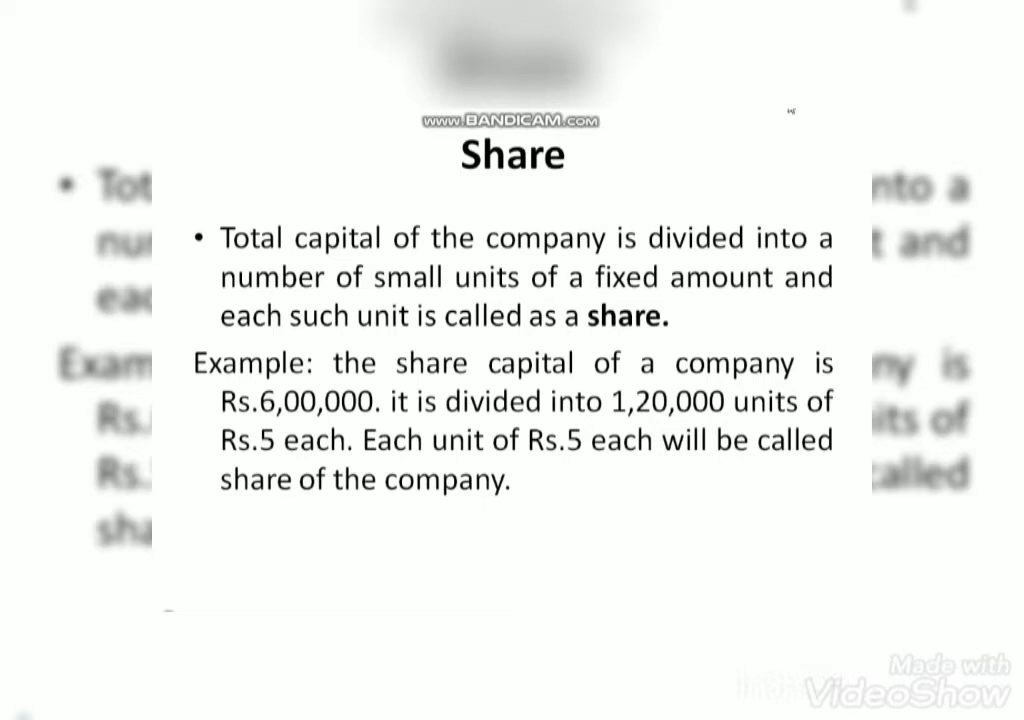 www.BANDICAM.com
Share
• Total capital of the company is divided into a
number of small units of a fixed amount and
each such unit is called as a share.
Example: the share capital of a company is
Rs.6,00,000. it is divided into 1,20,000 units of
Rs.5 each. Each unit of Rs.5 each will be called
share of the company.
Made with
VideoShow